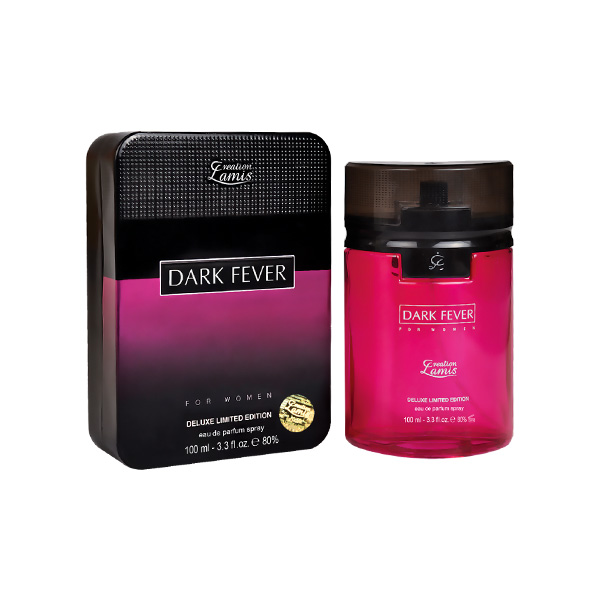 Creation
Lamis
DARK FEVER
FOR WOMEN
DELUXE LIMITED EDITION
eau de parfum spray
100 ml - 3.3 fl.oz. ℮ 80%
Lamis
DARK FEVER
FOR WOMEN
Creation
Lamis
DELUXE LIMITED EDITION
eau de parfum spray
100 ml - 3.3 fl.oz. ℮ 80%